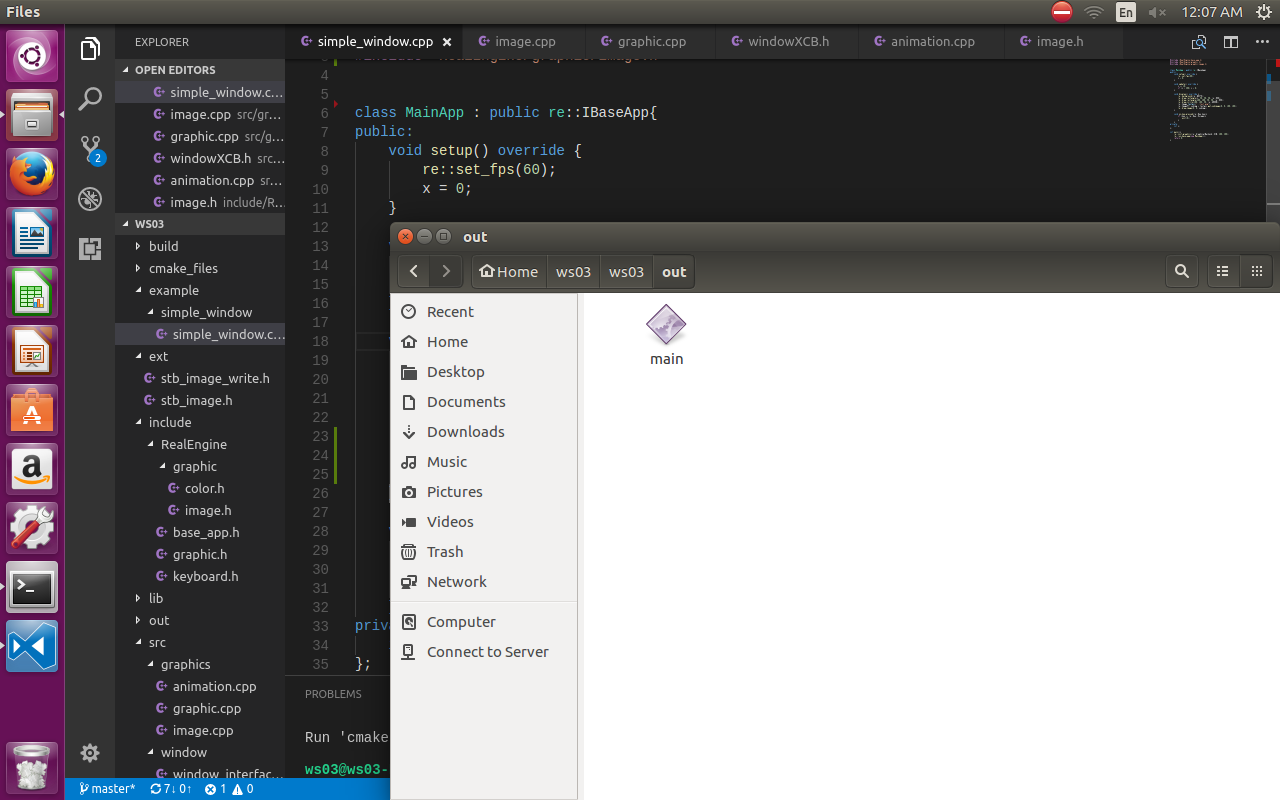 Files
En
12:07 AM
EXPLORER
simple_window.cpp
image.cpp
graphic.cpp
windowXCB.h
animation.cpp
image.h
OPEN EDITORS
simple_window.c...
image.cpp src/gr...
graphic.cpp src/g...
windowXCB.h src...
animation.cpp sr...
image.h include/R...
WS03
build
cmake_files
example
simple_window
simple_window.c...
ext
stb_image_write.h
stb_image.h
include
RealEngine
graphic
color.h
image.h
base_app.h
graphic.h
keyboard.h
lib
out
src
graphics
animation.cpp
graphic.cpp
image.cpp
window
window_interfac...
2
4
5
6 class MainApp : public re::IBaseApp{
7 public:
8 void setup() override {
9 re::set_fps(60);
10 x = 0;
11 }
12
13
14
15
16
17
18
19
20
21
22
23
24
25
26
27
28
29
30
31
32
33 priva
34
35 };
PROBLEMS
Run 'cmake
ws03@ws03-
out
Home
ws03
ws03
out
Recent
Home
Desktop
Documents
Downloads
Music
Pictures
Videos
Trash
Network
Computer
Connect to Server
main
master* 7↓ 0↑ 1 0